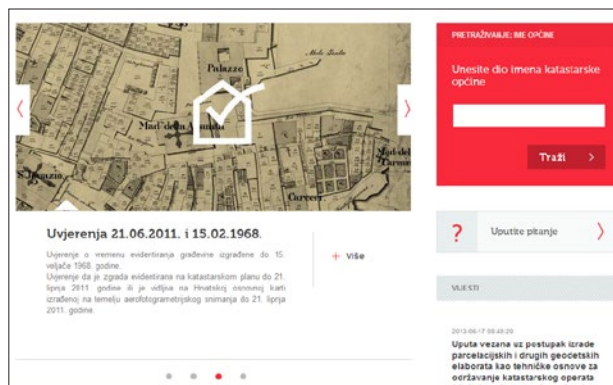 Molo Santo
Palazzo
Mad.
S. Ignazio
Carceri
Uvjerenja 21.06.2011. i 15.02.1968.
Uvjerenje o vremenu evidentiranja građevine izgrađene do 15.
veljače 1968. godine.
Uvjerenje da je zgrada evidentirana na katastarskom planu do 21.
lipnja 2011. godine ili je vidljiva na Hrvatskoj osnovnoj karti
izrađenoj na temelju aerofotogrametrijskog snimanja do 21. lipnja
2011. godine.
+ Više
PRETRAŽIVANJE: IME OPĆINE
Unesite dio imena katastarske
općine
Traži >
? Uputite pitanje
VIJESTI
2013-06-17 08:49:20
Uputa vezana uz postupak izrade
parcelacijskih i drugih geodetskih
elaborata kao tehničke osnove za
održavanje katastarskog operata